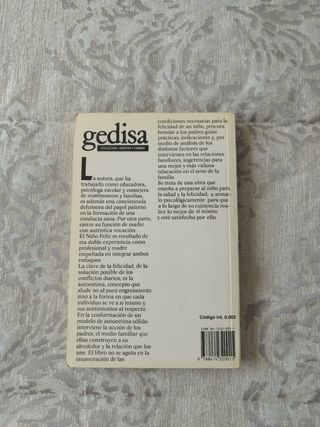 gedisa
COLECCION LIBERTAD Y CAMBIO
La autora, que ha
trabajado como educadora,
psicóloga escolar y consejera
de matrimonios y familias,
es además una concienzuda
defensora del papel paterno
en la formación de una
conducta sana. Por otra parte,
ejerce su función de madre
con auténtica vocación.
El Niño Feliz es resultado de
esa doble experiencia como
profesional y madre
empeñada en integrar ambos
enfoques.
La clave de la felicidad, de la
solución posible de los
conflictos diarios, es la
autoestima, concepto que
alude no al puro engreimiento
sino a la forma en que cada
individuo se ve a si mismo y
sus sentimientos al respecto.
En la conformación de un
modelo de autoestima sólido
interviene la acción de los
padres, el medio familiar que
ellos construyen a su
alrededor y la relación que los
une. El libro no se agota en la
enumeración de las
condiciones necesarias para la
felicidad de un niño, procura
brindar a los padres guías
prácticas, indicaciones y, por
medio de análisis de los
distintos factores que
intervienen en las relaciones
familiares, sugerencias para
una mejor y más valiosa
educación en el seno de la
familia.
Se trata de una obra que
enseña a preparar al niño para
la salud y la felicidad, a armar-
lo psicológicamente para que
a lo largo de su existencia rea-
lice lo mejor de sí mismo
y esté satisfecho por ello
Código Int. 0.002
ISBN 84-7432-001-
9 788474 320015